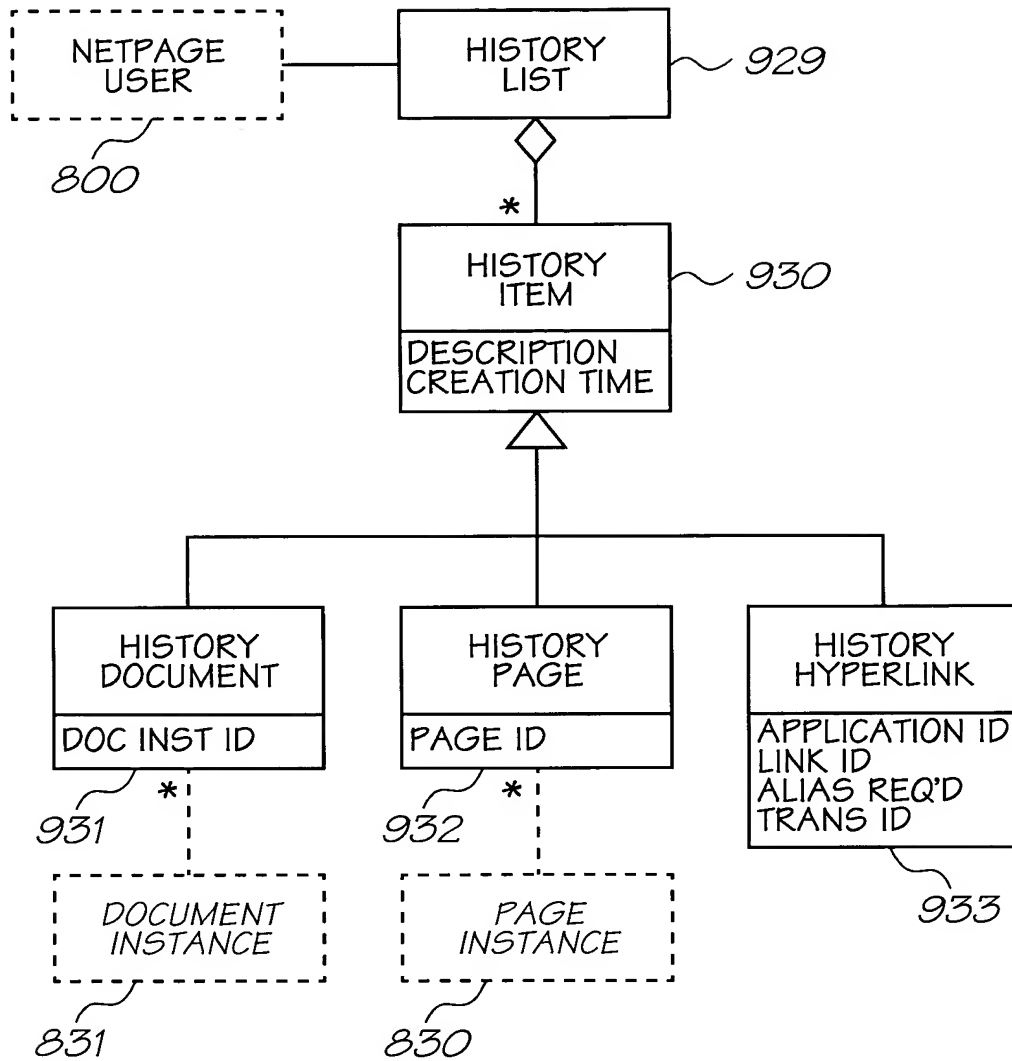 NETPAGE
USER
800
HISTORY
LIST
929
*
HISTORY
ITEM
930
DESCRIPTION
CREATION TIME
HISTORY
DOCUMENT
DOC INST ID
931
*
HISTORY
PAGE
PAGE ID
932
*
HISTORY
HYPERLINK
APPLICATION ID
LINK ID
ALIAS REQ'D
TRANS ID
933
DOCUMENT
INSTANCE
831
PAGE
INSTANCE
830